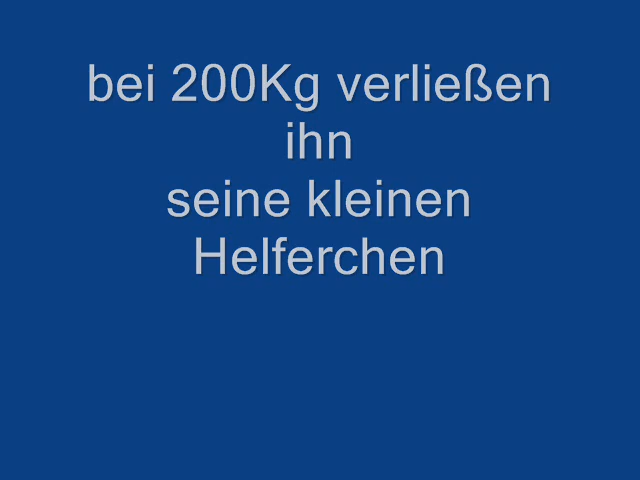 bei 200Kg verließen
ihn
seine kleinen
Helferchen